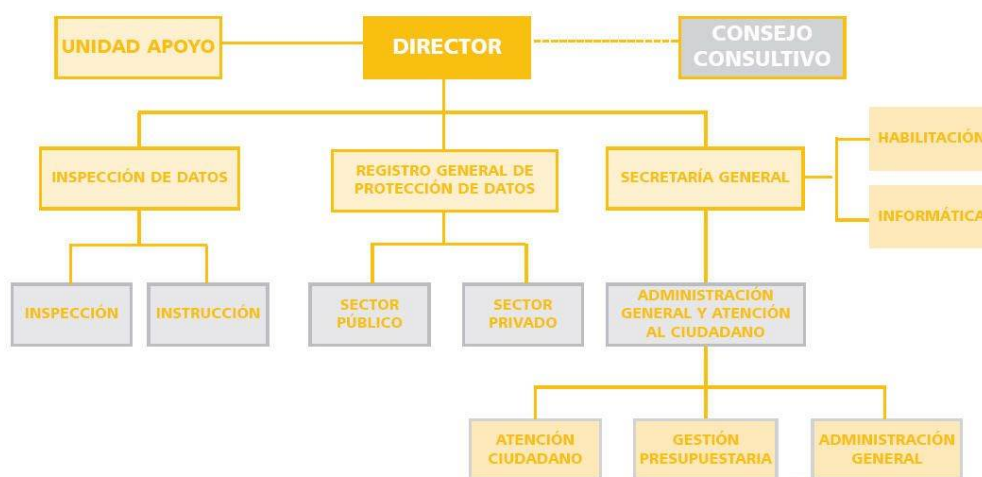 UNIDAD APOYO
DIRECTOR
CONSEJO
CONSULTIVO
INSPECCIÓN DE DATOS
REGISTRO GENERAL DE
PROTECCIÓN DE DATOS
SECRETARÍA GENERAL
HABILITACIÓN
INFORMÁTICA
INSPECCIÓN
INSTRUCCIÓN
SECTOR
PÚBLICO
SECTOR
PRIVADO
ADMINISTRACIÓN
GENERAL Y ATENCIÓN
AL CIUDADANO
ATENCIÓN
CIUDADANO
GESTIÓN
PRESUPUESTARIA
ADMINISTRACIÓN
GENERAL